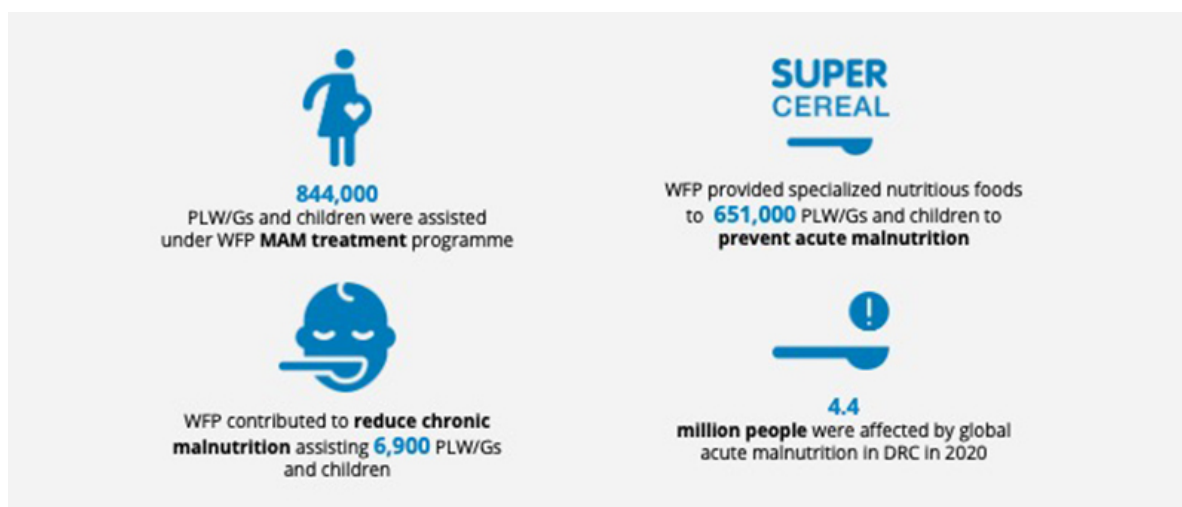 844,000
PLW/Gs and children were assisted
under WFP MAM treatment programme
SUPER
CEREAL
WFP provided specialized nutritious foods
to 651,000 PLW/Gs and children to
prevent acute malnutrition
WFP contributed to reduce chronic
malnutrition assisting 6,900 PLW/Gs
and children
!
4.4
million people were affected by global
acute malnutrition in DRC in 2020